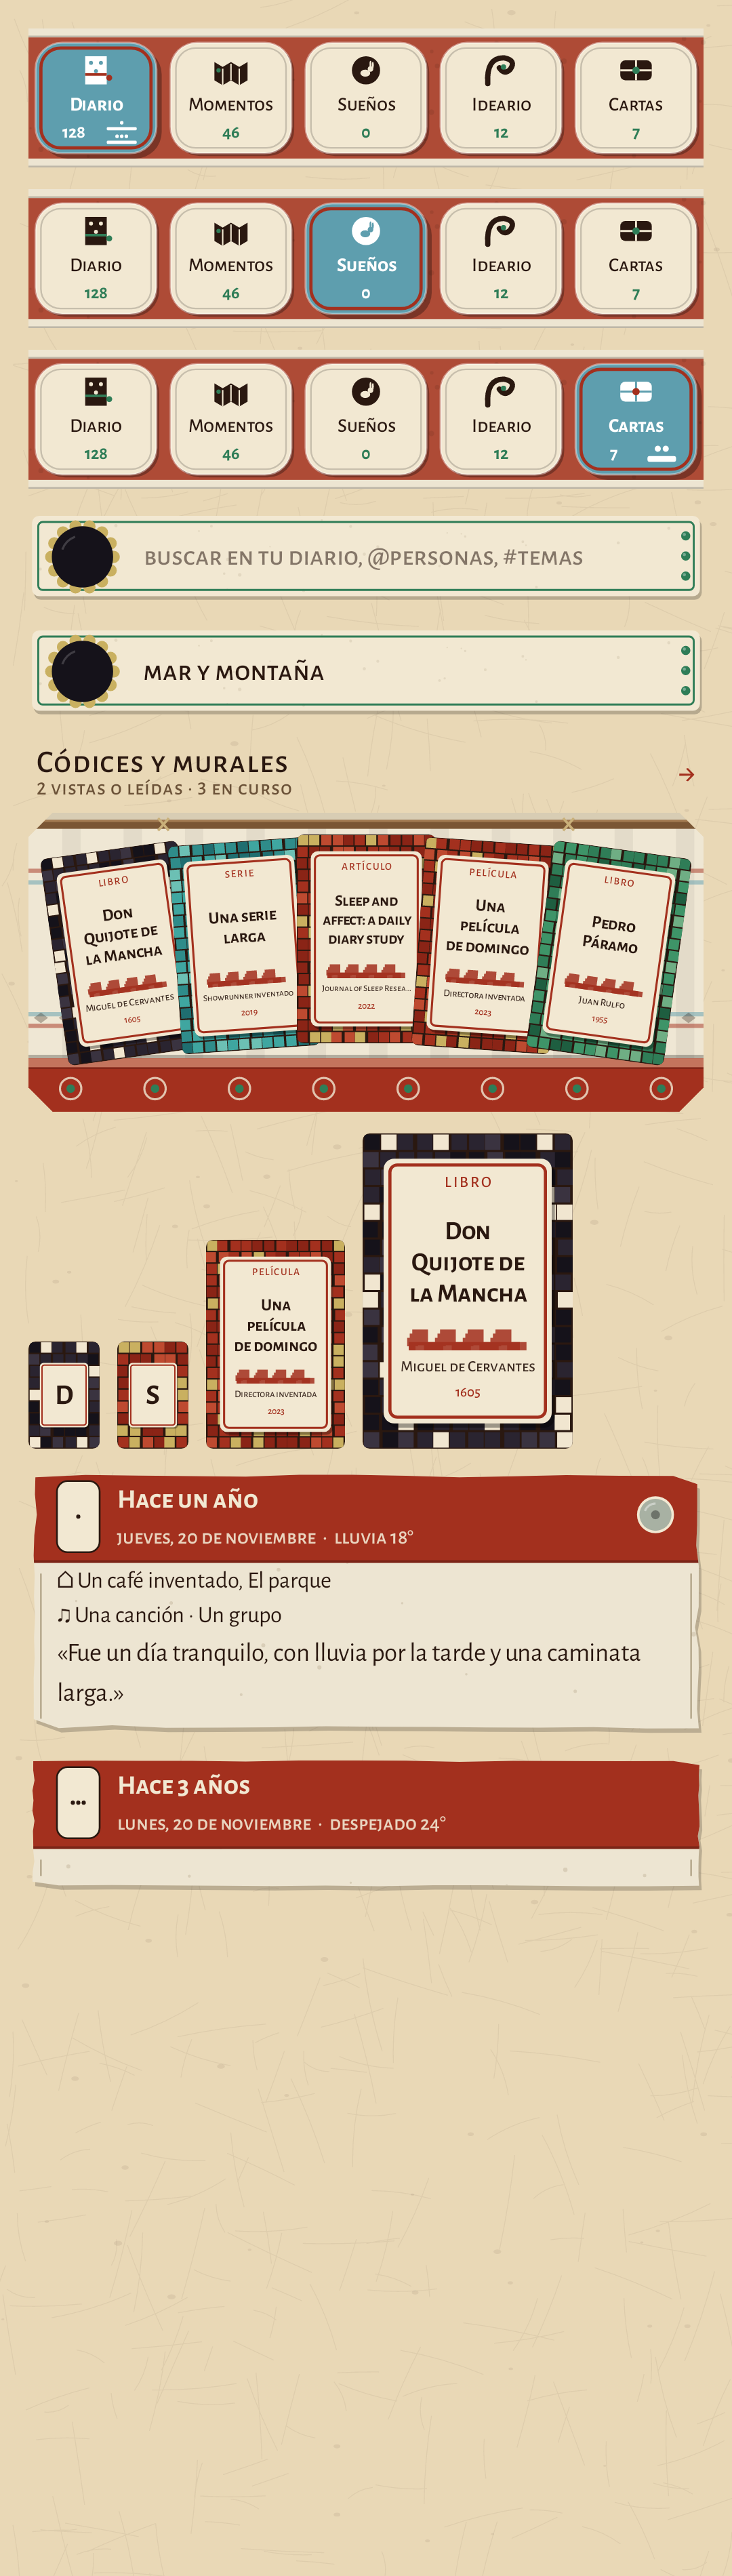 Diario
Momentos
Sueños
Ideario
Cartas
128
46
0
12
7
Diario
Momentos
Sueños
Ideario
Cartas
128
46
0
12
7
Diario
Momentos
Sueños
Ideario
Cartas
128
46
0
12
7
BUSCAR EN TU DIARIO, @PERSONAS, #TEMAS
MAR Y MONTAÑA
Códices y murales
2 VISTAS O LEÍDAS · 3 EN CURSO
→
LIBRO
Don
Quijote de
la Mancha
Miguel de Cervantes
1605
SERIE
Una serie
larga
Showrunner inventado
2019
ARTÍCULO
Sleep and
affect: a daily
diary study
Journal of Sleep Resea…
2022
PELÍCULA
Una
película
de domingo
Directora inventada
2023
LIBRO
Pedro
Páramo
Juan Rulfo
1955
D
S
PELÍCULA
Una
película
de domingo
Directora inventada
2023
LIBRO
Don
Quijote de
la Mancha
Miguel de Cervantes
1605
Hace un año
JUEVES, 20 DE NOVIEMBRE · LLUVIA 18°
Un café inventado, El parque
♫ Una canción · Un grupo
«Fue un día tranquilo, con lluvia por la tarde y una caminata
larga.»
Hace 3 años
LUNES, 20 DE NOVIEMBRE · DESPEJADO 24°